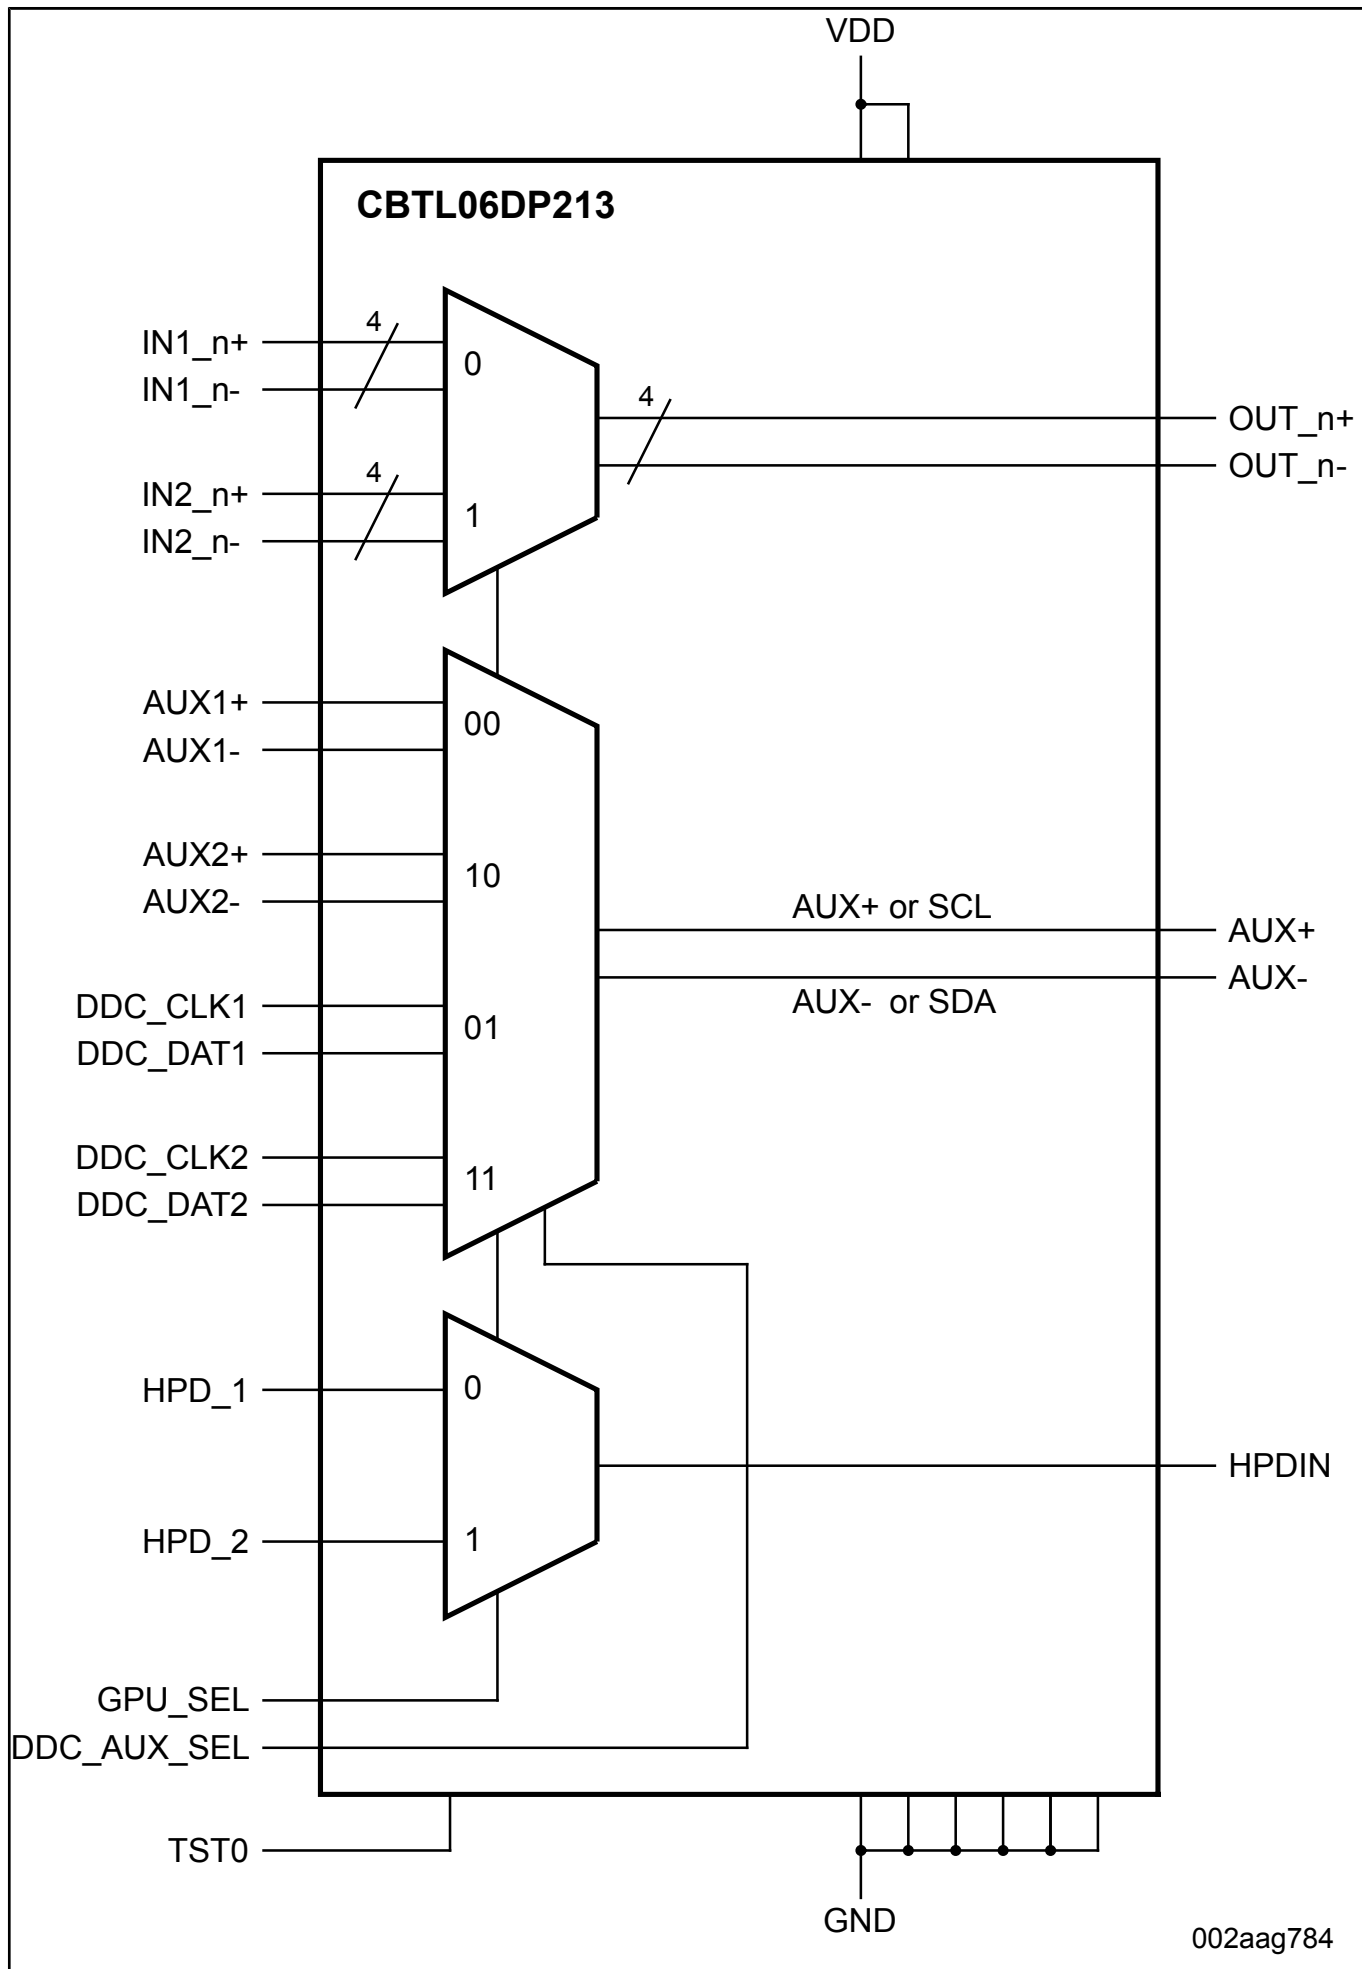 VDD
CBTL06DP213
4
IN1_n+
0
IN1_n-
4
OUT_n+
OUT_n-
4
IN2_n+
1
IN2_n-
AUX1+
00
AUX1-
AUX2+
10
AUX2-
AUX+ or SCL
AUX+
AUX-
AUX- or SDA
DDC_CLK1
01
DDC_DAT1
DDC_CLK2
11
DDC_DAT2
HPD_1
0
HPDIN
HPD_2
1
GPU_SEL
DDC_AUX_SEL
TST0
GND
002aag784